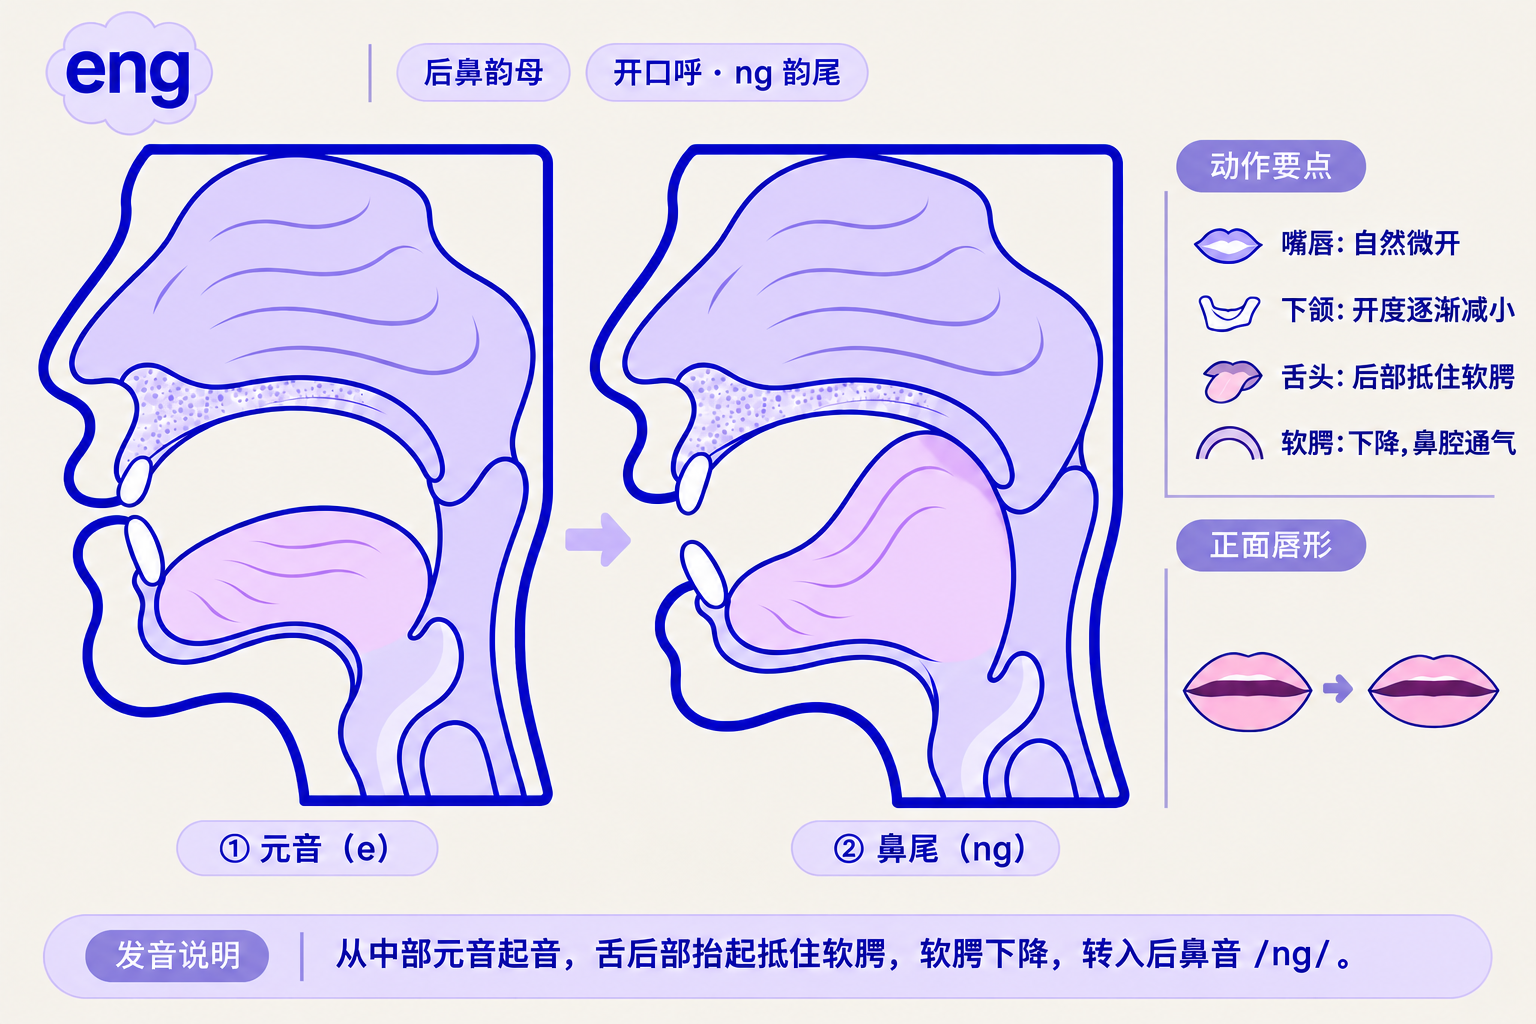 eng
后鼻韵母
开口呼·ng 韵尾
动作要点
嘴唇：自然微开
下颌：开度逐渐减小
舌头：后部抵住软腭
软腭：下降，鼻腔通气
正面唇形
① 元音（e）
② 鼻尾（ng）
发音说明
从中部元音起音，舌后部抬起抵住软腭，软腭下降，转入后鼻音 /ng/。